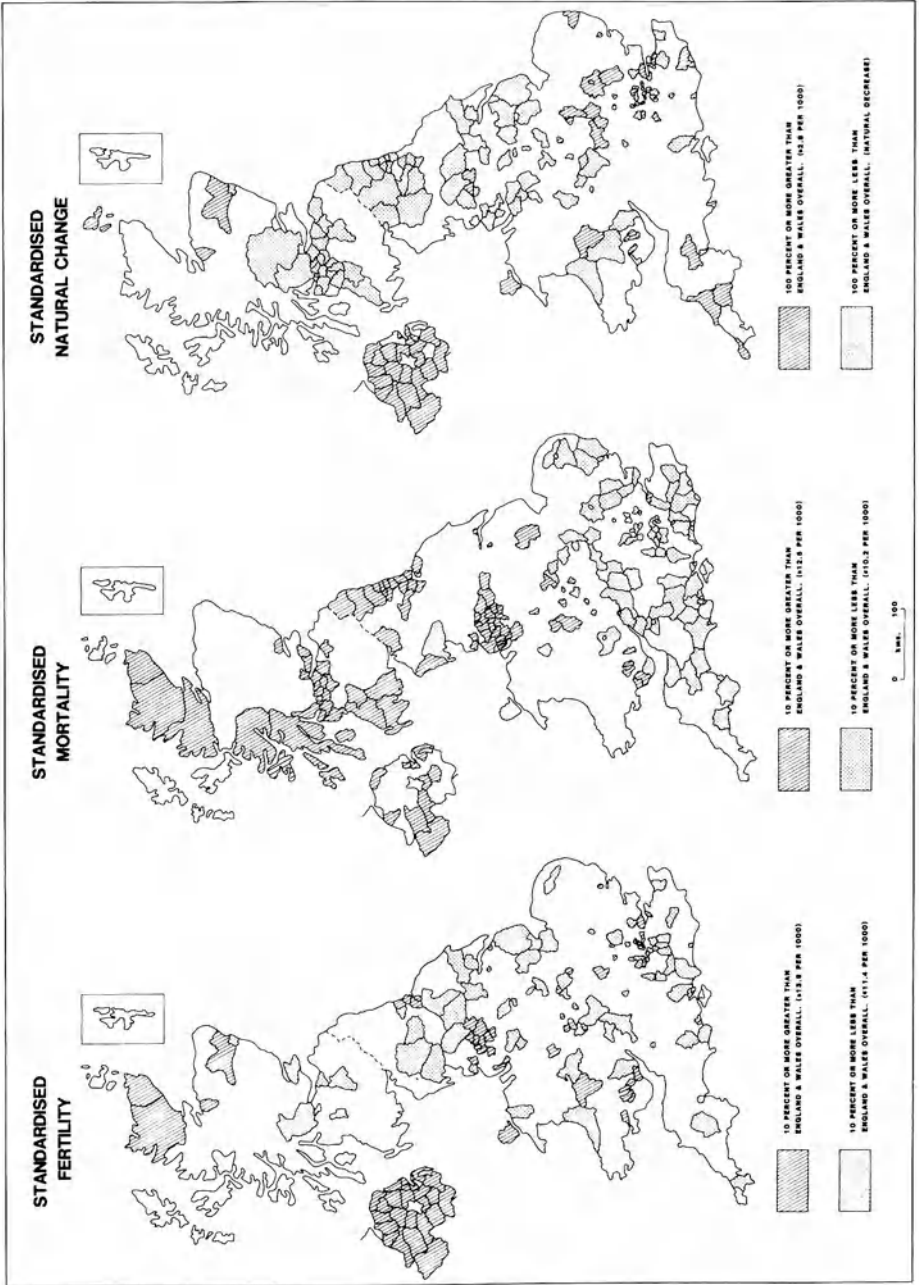 STANDARDISED
FERTILITY
10 PERCENT OR MORE GREATER THAN
ENGLAND & WALES OVERALL. (>13.9 PER 1000)
10 PERCENT OR MORE LESS THAN
ENGLAND & WALES OVERALL. (<11.4 PER 1000)
STANDARDISED
MORTALITY
10 PERCENT OR MORE GREATER THAN
ENGLAND & WALES OVERALL. (>12.5 PER 1000)
10 PERCENT OR MORE LESS THAN
ENGLAND & WALES OVERALL. (<10.2 PER 1000)
0 kms. 100
STANDARDISED
NATURAL CHANGE
100 PERCENT OR MORE GREATER THAN
ENGLAND & WALES OVERALL. (>2.6 PER 1000)
100 PERCENT OR MORE LESS THAN
ENGLAND & WALES OVERALL. (NATURAL DECREASE)